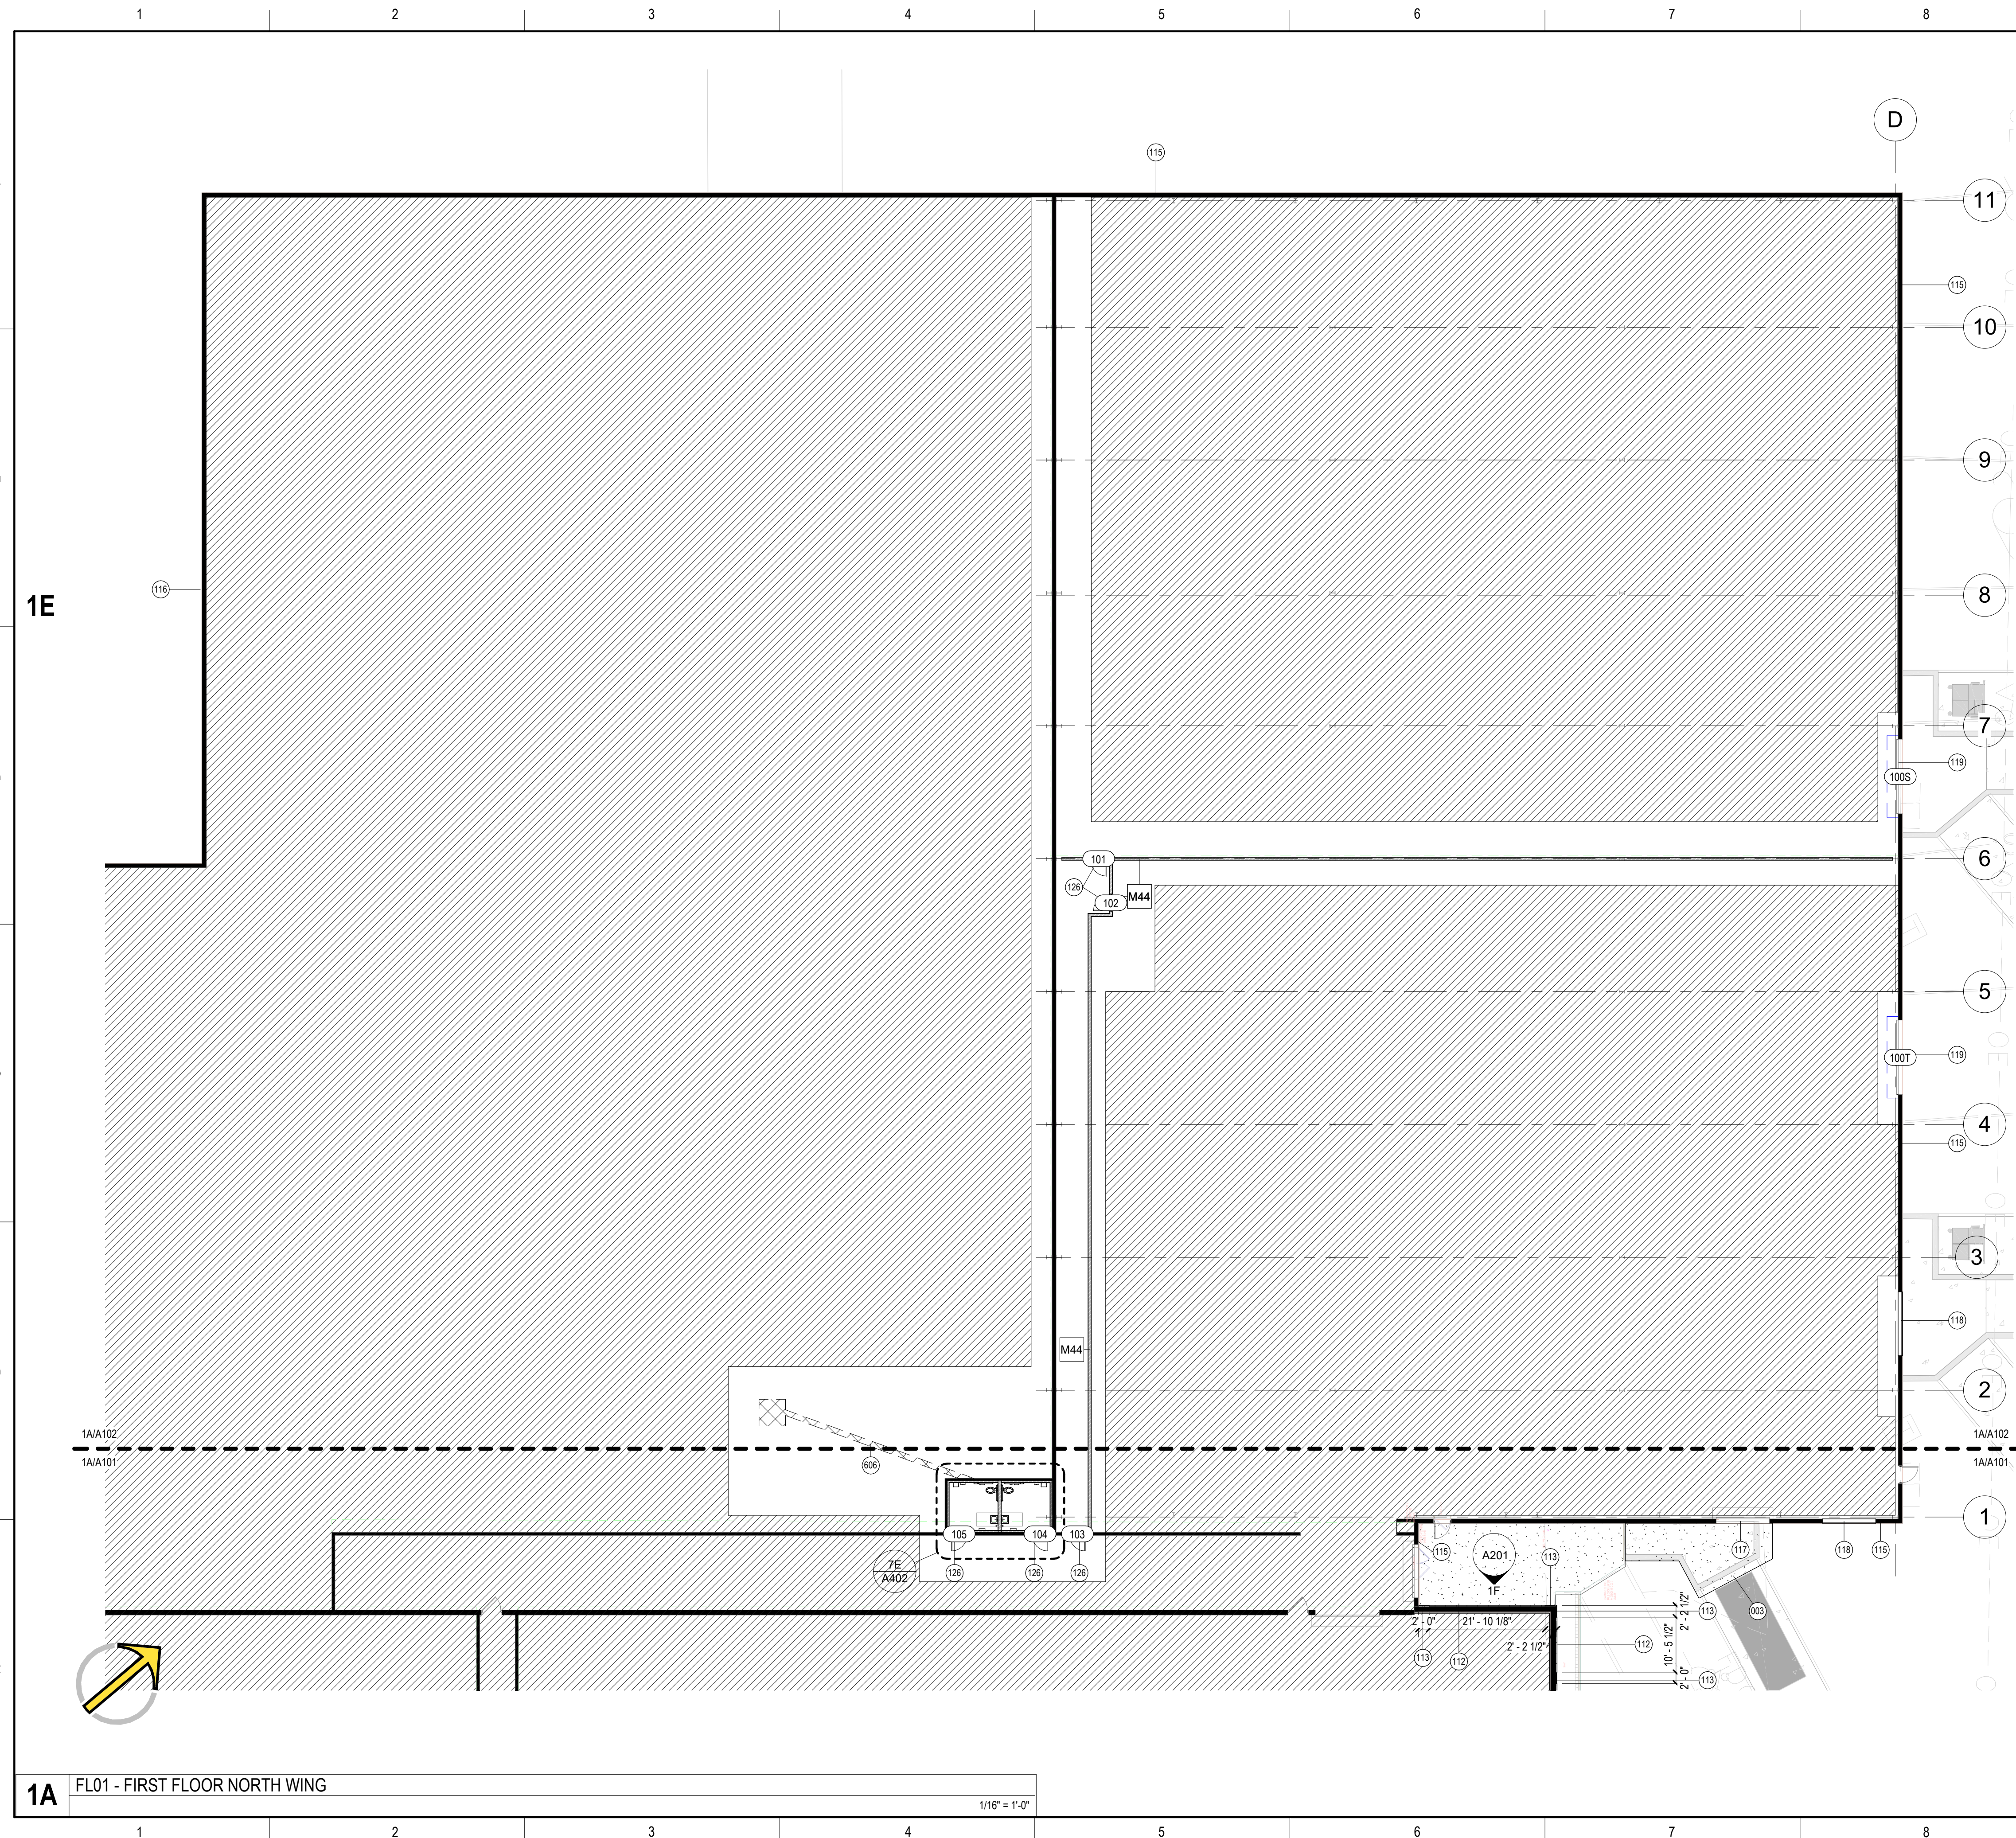 1 2 3 4 5 6 7 8
D
115
11
115
10
9
116
1E
8
7
119
100S
101
6
126
102
M44
5
100T
119
4
115
3
118
M44
2
1A/A102
1A/A102
1A/A101
606
1A/A101
1
105
104
103
115
A201
1F
113
117
118
115
7E
A402
126
126
126
003
113
2' - 0"
21' - 10 1/8"
2' - 2 1/2"
2' - 2 1/2"
10' - 5 1/2"
2' - 0"
112
113
112
113
1A
FL01 - FIRST FLOOR NORTH WING
1/16" = 1'-0"
1 2 3 4 5 6 7 8